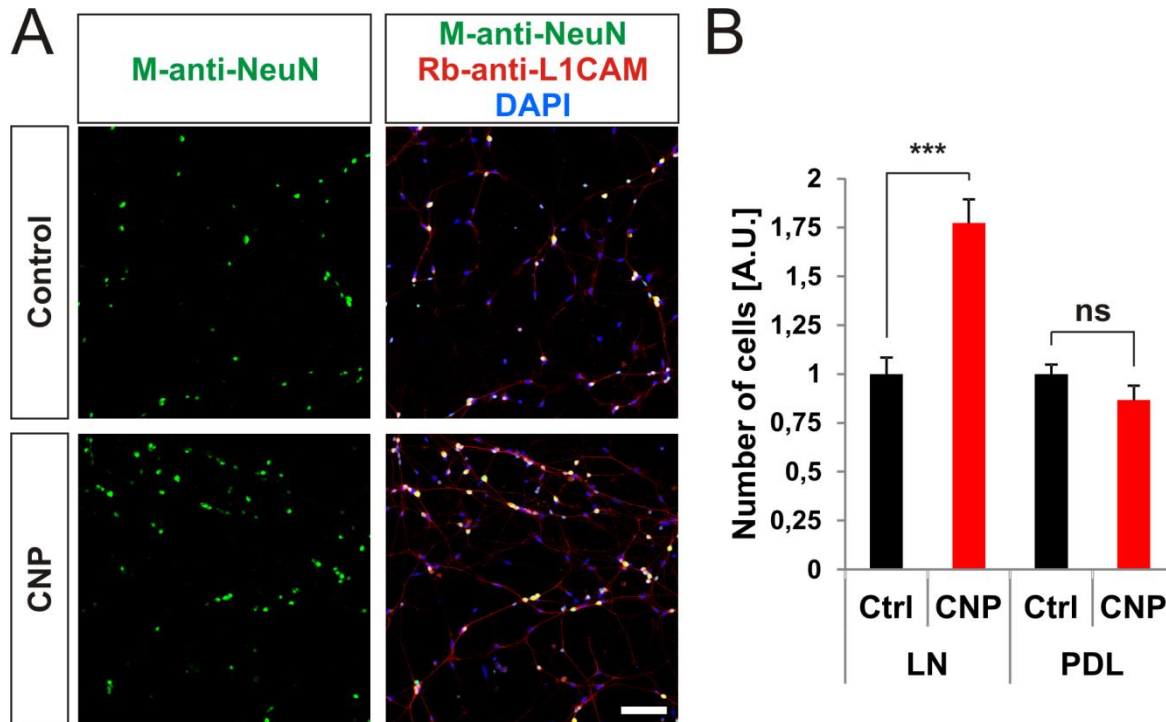 A
M-anti-NeuN
M-anti-NeuN
Rb-anti-L1CAM
DAPI
Control
CNP
B
***
ns
Number of cells [A.U.]
2
1,75
1,5
1,25
1
0,75
0,5
0,25
0
Ctrl CNP Ctrl CNP
LN PDL